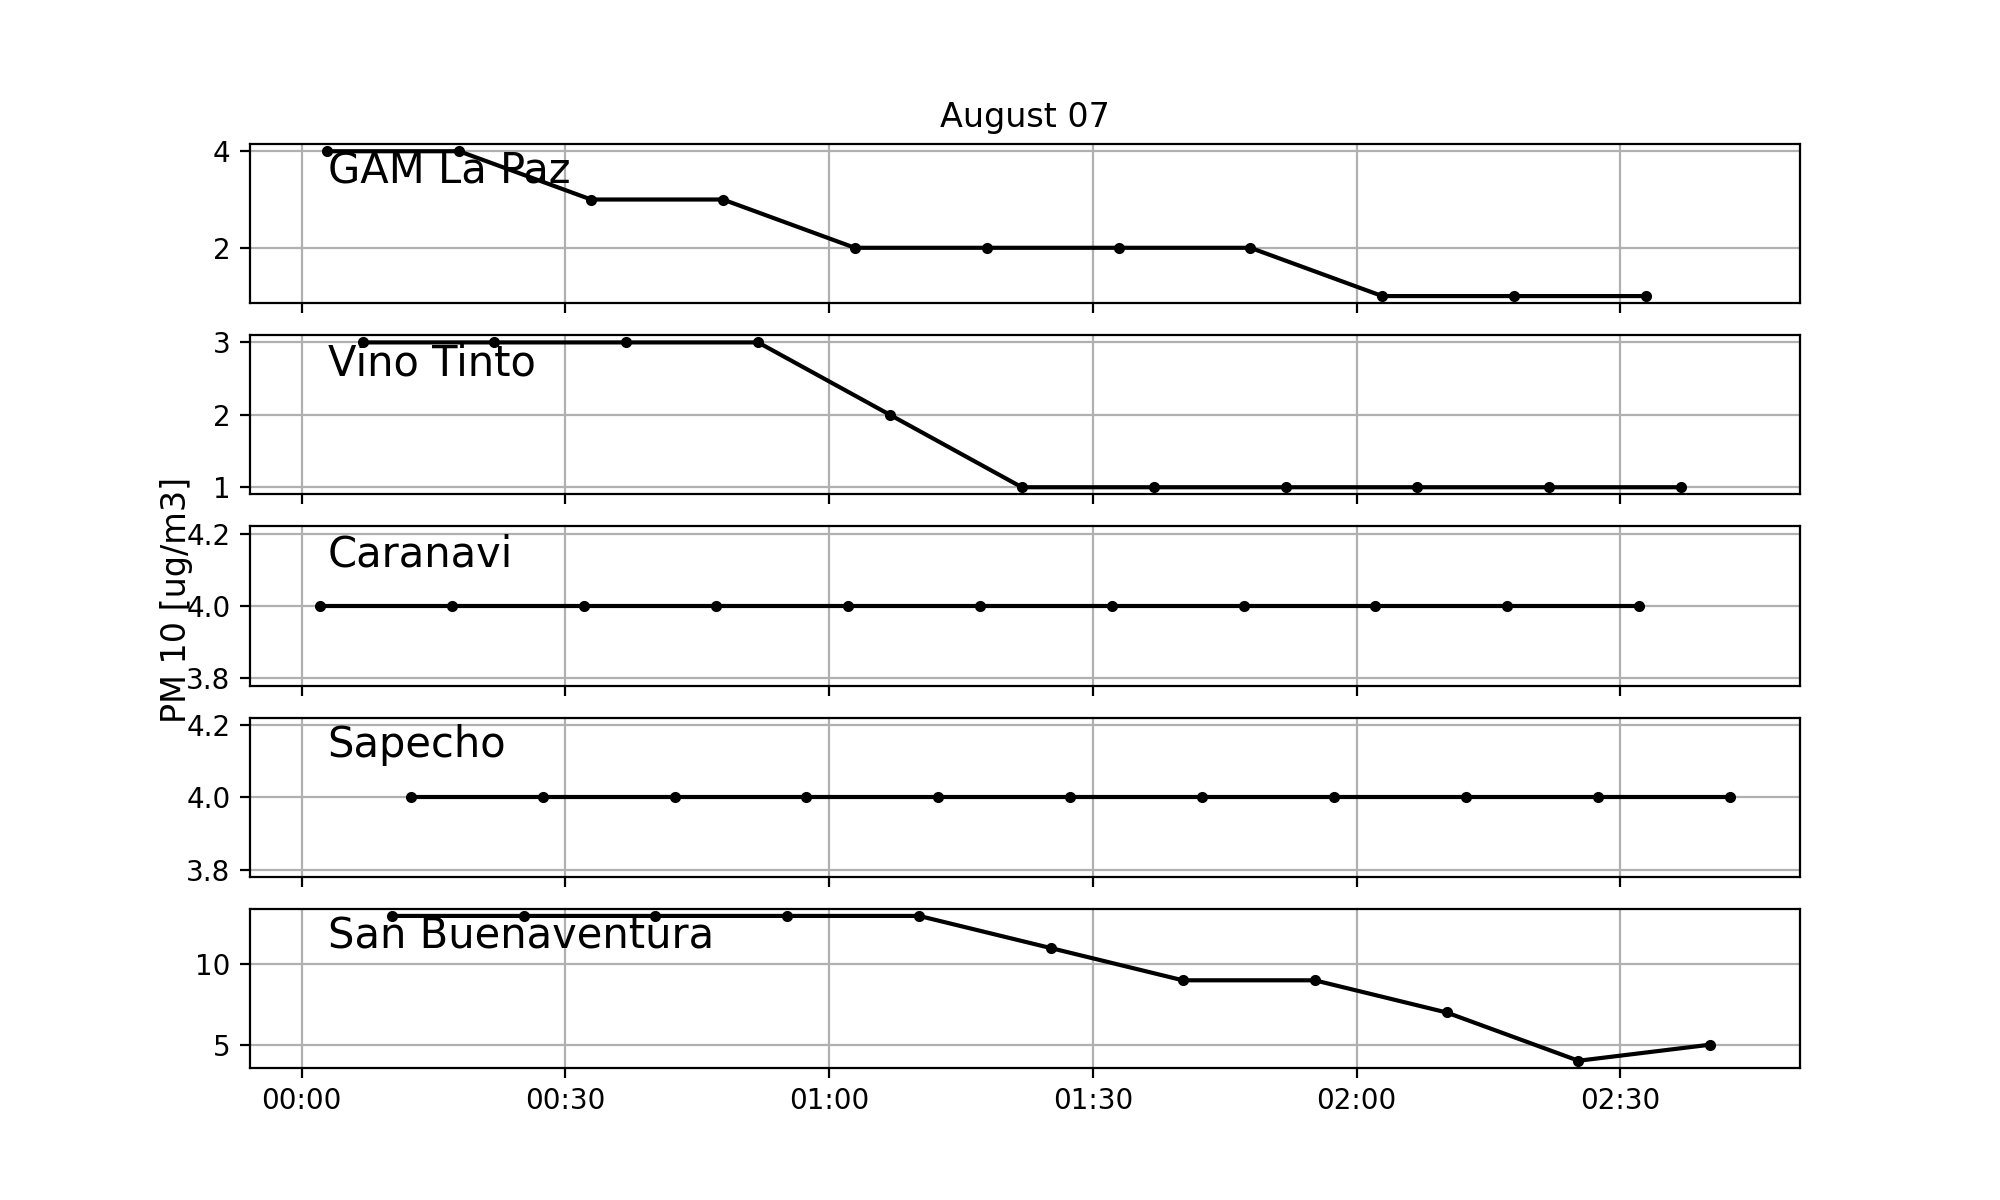 August 07
PM 10 [ug/m3]
4
2
GAM La Paz
3
2
1
Vino Tinto
4.2
4.0
3.8
Caranavi
4.2
4.0
3.8
Sapecho
10
5
San Buenaventura
00:00 00:30 01:00 01:30 02:00 02:30